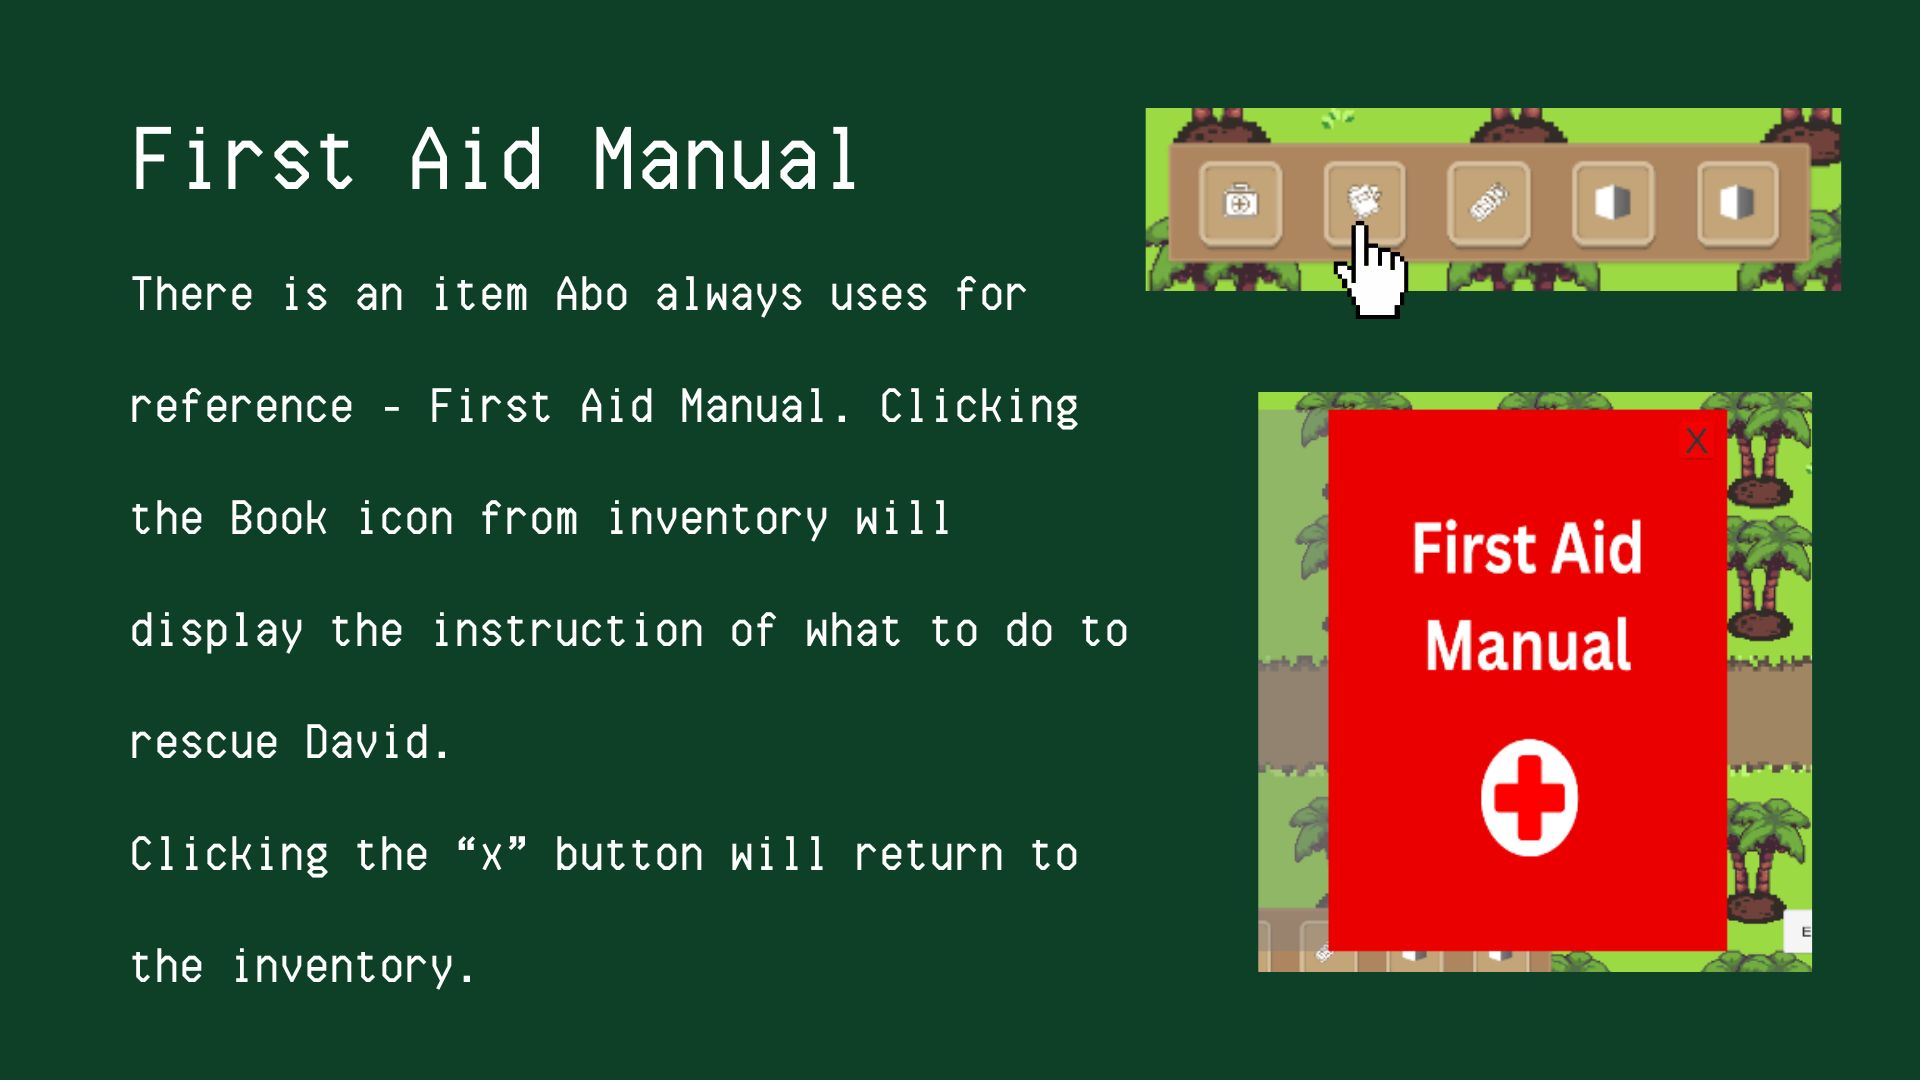 First Aid Manual
There is an item Abo always uses for
reference - First Aid Manual. Clicking
the Book icon from inventory will
display the instruction of what to do to
rescue David.
Clicking the “x” button will return to
the inventory.
X
First Aid
Manual
E